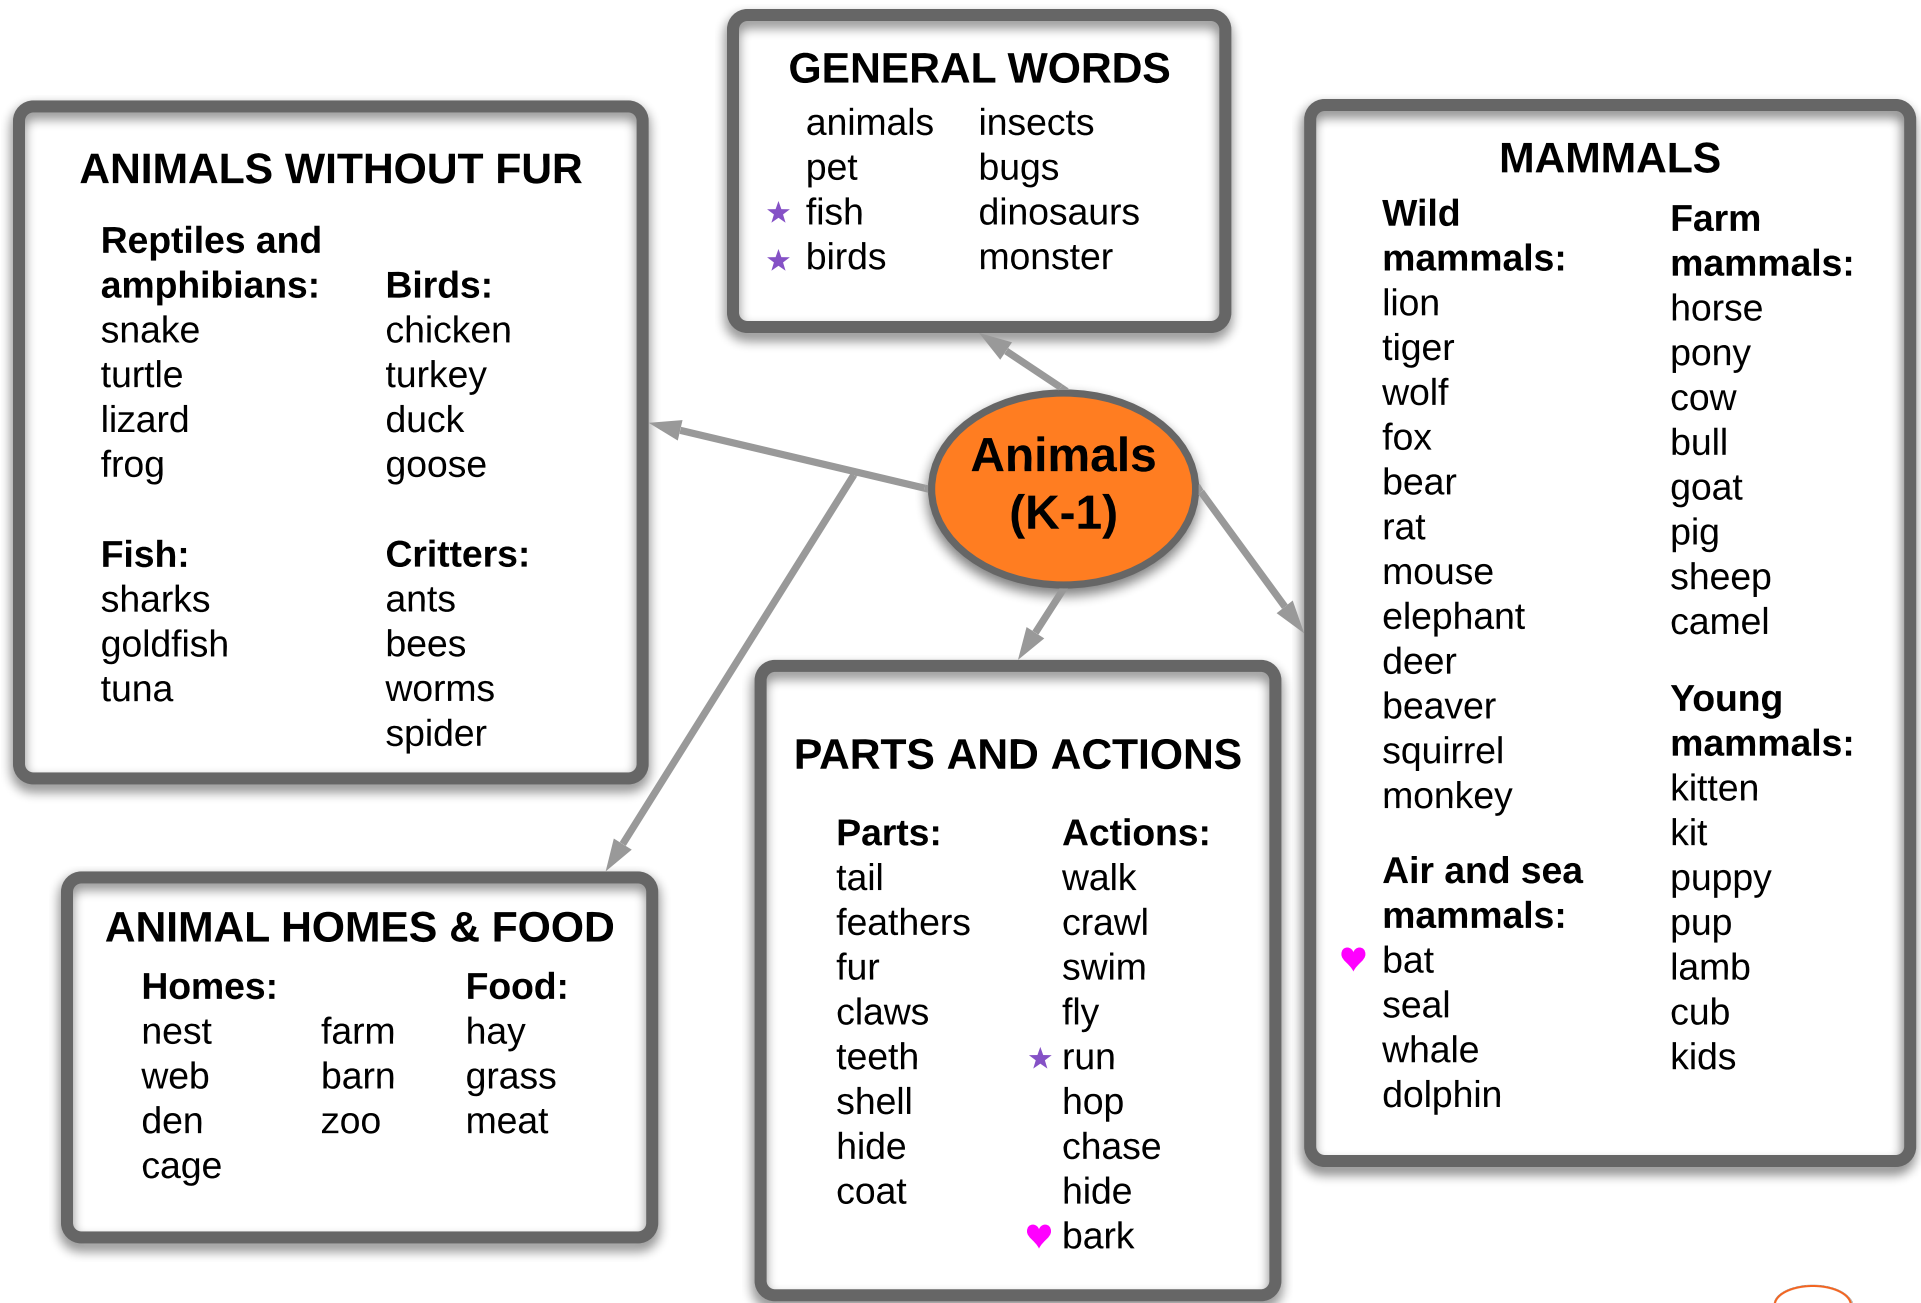 GENERAL WORDS
animals insects
pet bugs
★ fish dinosaurs
★ birds monster
ANIMALS WITHOUT FUR
Reptiles and
amphibians:
snake
turtle
lizard
frog
Birds:
chicken
turkey
duck
goose
Fish:
sharks
goldfish
tuna
Critters:
ants
bees
worms
spider
Animals
(K-1)
MAMMALS
Wild
mammals:
lion
tiger
wolf
fox
bear
rat
mouse
elephant
deer
beaver
squirrel
monkey
Air and sea
mammals:
♥ bat
seal
whale
dolphin
Farm
mammals:
horse
pony
cow
bull
goat
pig
sheep
camel
Young
mammals:
kitten
kit
puppy
pup
lamb
cub
kids
ANIMAL HOMES & FOOD
Homes:
nest
web
den
cage
farm
barn
zoo
Food:
hay
grass
meat
PARTS AND ACTIONS
Parts:
tail
feathers
fur
claws
teeth
shell
hide
coat
Actions:
walk
crawl
swim
fly
★ run
hop
chase
hide
♥ bark